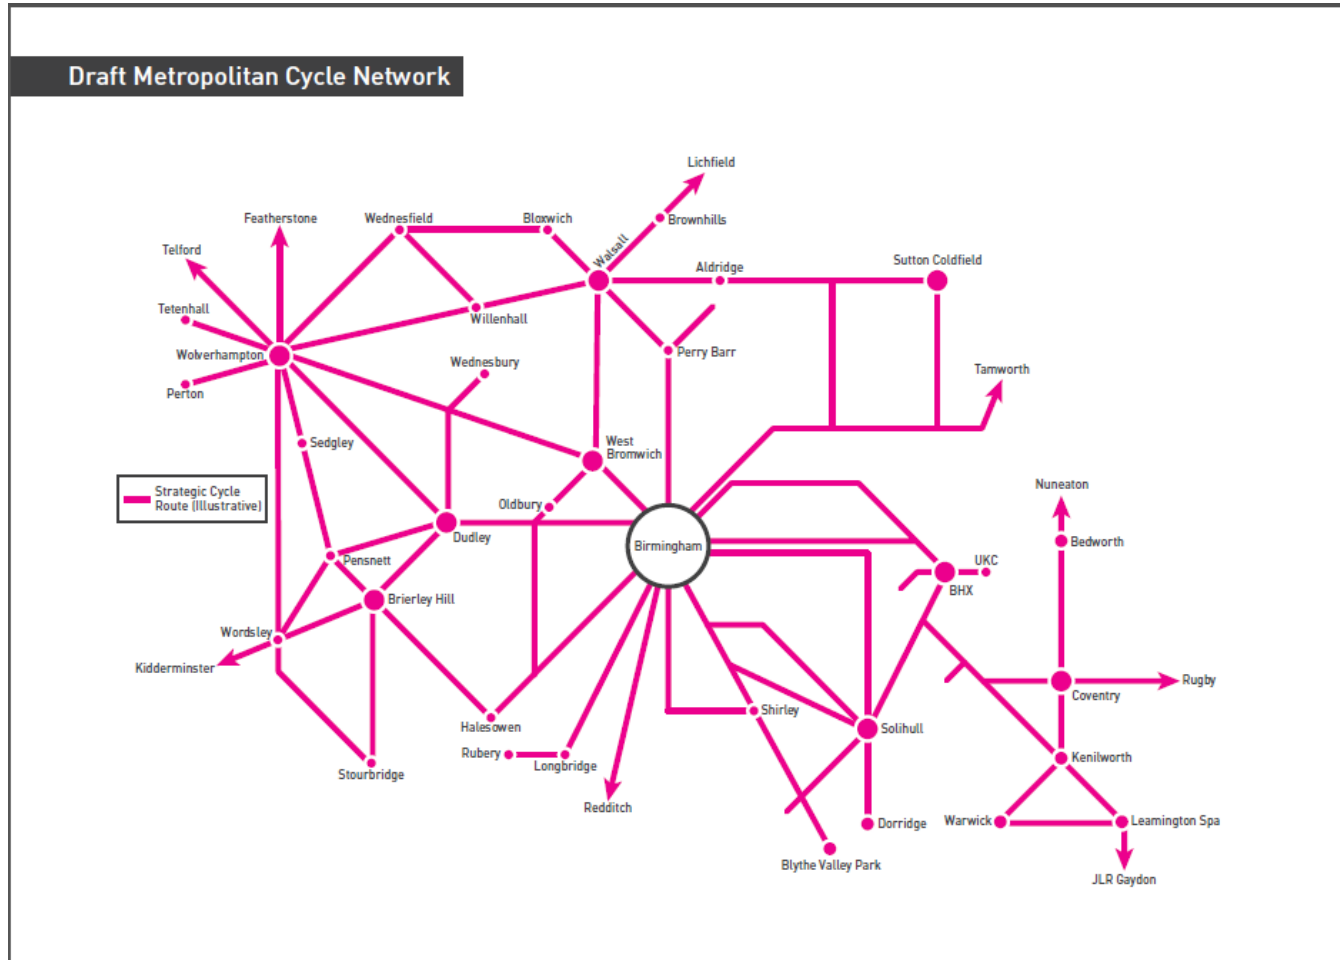 Draft Metropolitan Cycle Network
Lichfield
Featherstone
Wednesfield
Bloxwich
Brownhills
Telford
Walsall
Aldridge
Sutton Coldfield
Tetenhall
Willenhall
Wolverhampton
Wednesbury
Perry Barr
Tamworth
Perton
Sedgley
West
Bromwich
Strategic Cycle
Route (Illustrative)
Oldbury
Nuneaton
Dudley
Birmingham
Bedworth
Pensnett
UKC
BHX
Brierley Hill
Wordsley
Kidderminster
Rugby
Coventry
Shirley
Halesowen
Solihull
Rubery
Longbridge
Kenilworth
Stourbridge
Redditch
Dorridge
Warwick
Leamington Spa
Blythe Valley Park
JLR Gaydon